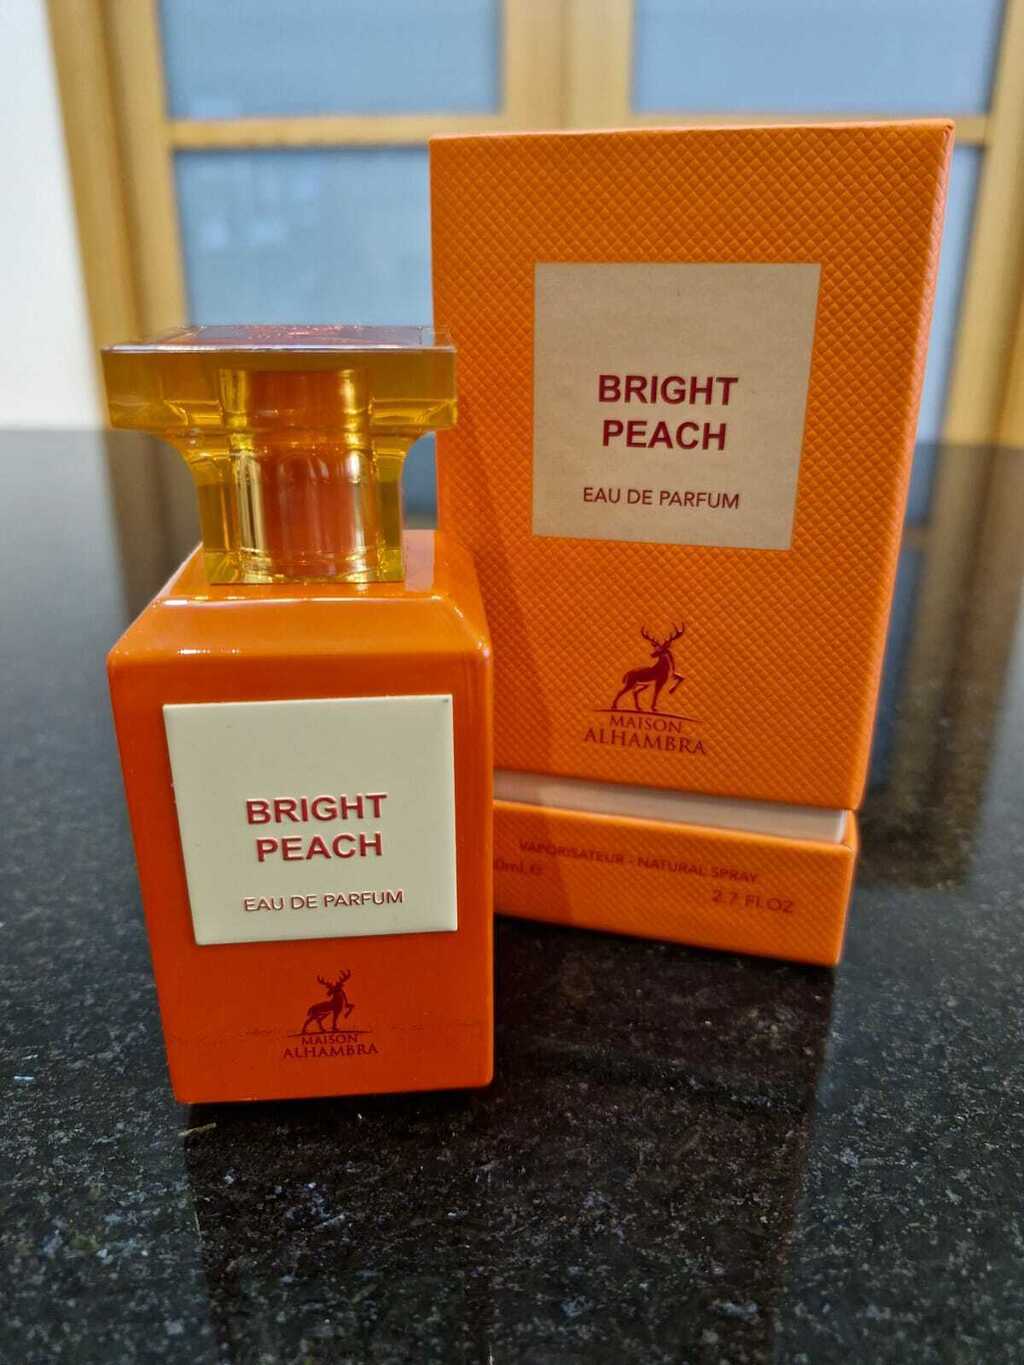 BRIGHT
PEACH
EAU DE PARFUM
MAISON
ALHAMBRA
VAPORISATEUR - NATURAL SPRAY
2.7 FL OZ
BRIGHT
PEACH
EAU DE PARFUM
MAISON
ALHAMBRA